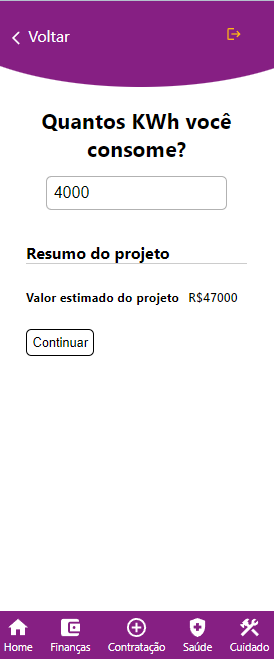 Voltar
Quantos KWh você
consome?
4000
Resumo do projeto
Valor estimado do projeto R$47000
Continuar
Home Finanças Contratação Saúde Cuidado